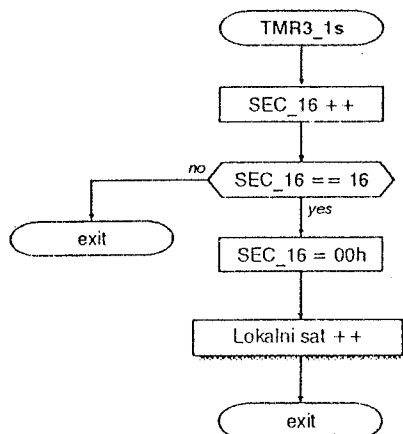 TMR3_1s
SEC_16 ++
no
SEC_16 == 16
yes
exit
SEC_16 = 00h
Lokalni sat ++
exit